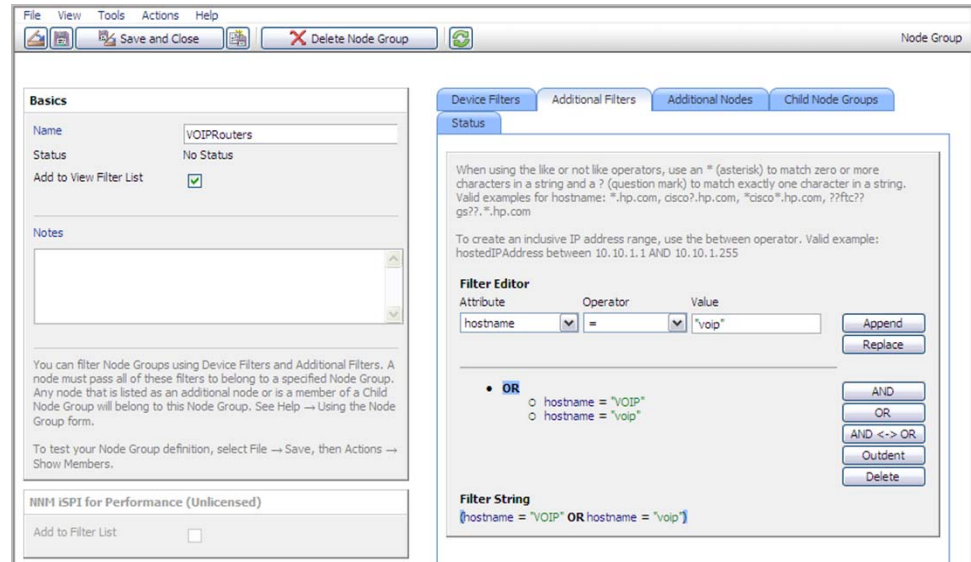 File View Tools Actions Help
Save and Close Delete Node Group Node Group
Basics
Name VOIPRouters
Status No Status
Add to View Filter List
Notes
You can filter Node Groups using Device Filters and Additional Filters. A
node must pass all of these filters to belong to a specified Node Group.
Any node that is listed as an additional node or is a member of a Child
Node Group will belong to this Node Group. See Help → Using the Node
Group form.
To test your Node Group definition, select File → Save, then Actions →
Show Members.
NNM iSPI for Performance (Unlicensed)
Add to Filter List
Device Filters Additional Filters Additional Nodes Child Node Groups
Status
When using the like or not like operators, use an * (asterisk) to match zero or more
characters in a string and a ? (question mark) to match exactly one character in a string.
Valid examples for hostname: *.hp.com, cisco?.hp.com, *cisco*.hp.com, ??ftc??
gs??.*.hp.com
To create an inclusive IP address range, use the between operator. Valid example:
hostedIPAddress between 10.10.1.1 AND 10.10.1.255
Filter Editor
Attribute Operator Value
hostname = "voip" Append
Replace
OR
hostname = "VOIP"
hostname = "voip"
AND
OR
AND <-> OR
Outdent
Delete
Filter String
(hostname = "VOIP" OR hostname = "voip")